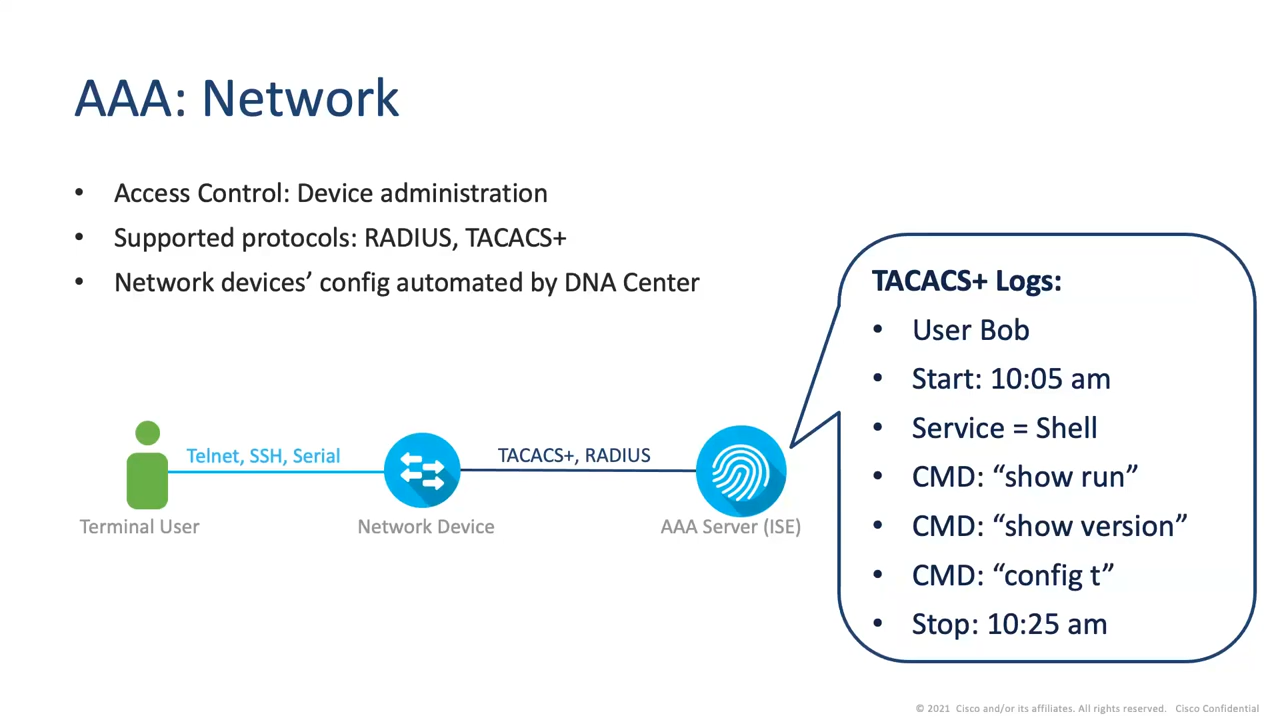 AAA: Network
• Access Control: Device administration
• Supported protocols: RADIUS, TACACS+
• Network devices’ config automated by DNA Center
TACACS+ Logs:
• User Bob
• Start: 10:05 am
• Service = Shell
• CMD: “show run”
• CMD: “show version”
• CMD: “config t”
• Stop: 10:25 am
Telnet, SSH, Serial
TACACS+, RADIUS
Terminal User
Network Device
AAA Server (ISE)
© 2021 Cisco and/or its affiliates. All rights reserved. Cisco Confidential